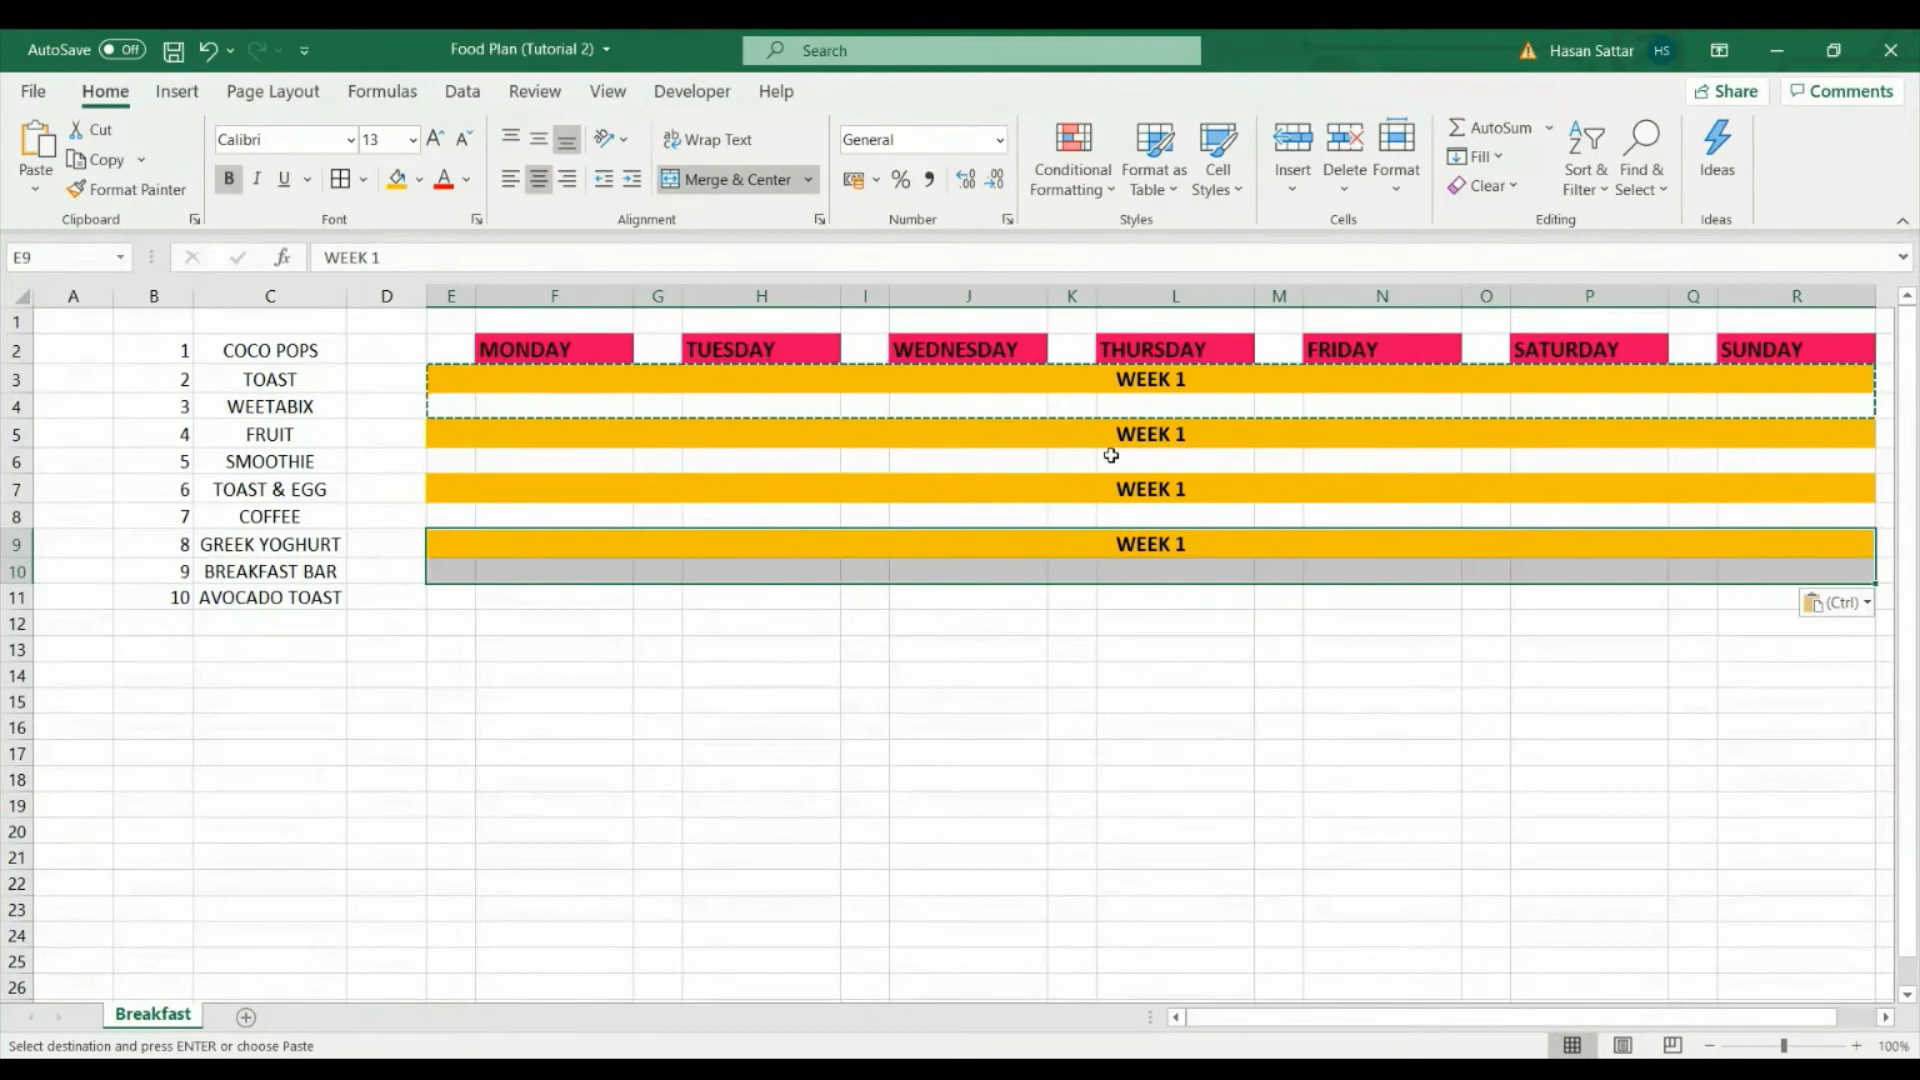 AutoSave Off Food Plan (Tutorial 2) Search Hasan Sattar HS
File Home Insert Page Layout Formulas Data Review View Developer Help Share Comments
Cut
Copy
Format Painter
Paste
Clipboard
Calibri 13
B I U A
Font
Wrap Text
Merge & Center
Alignment
General
% 9
Number
Conditional Formatting
Format as Table
Cell Styles
Styles
Insert Delete Format
Cells
AutoSum
Fill
Clear
Sort & Filter
Find & Select
Editing
Ideas
Ideas
E9 fx WEEK 1
A B C D E F G H I J K L M N O P Q R
1
2 1 COCO POPS MONDAY TUESDAY WEDNESDAY THURSDAY FRIDAY SATURDAY SUNDAY
3 2 TOAST WEEK 1
4 3 WEETABIX
5 4 FRUIT WEEK 1
6 5 SMOOTHIE
7 6 TOAST & EGG WEEK 1
8 7 COFFEE
9 8 GREEK YOGHURT WEEK 1
10 9 BREAKFAST BAR
11 10 AVOCADO TOAST (Ctrl)
12
13
14
15
16
17
18
19
20
21
22
23
24
25
26
Breakfast
Select destination and press ENTER or choose Paste 100%